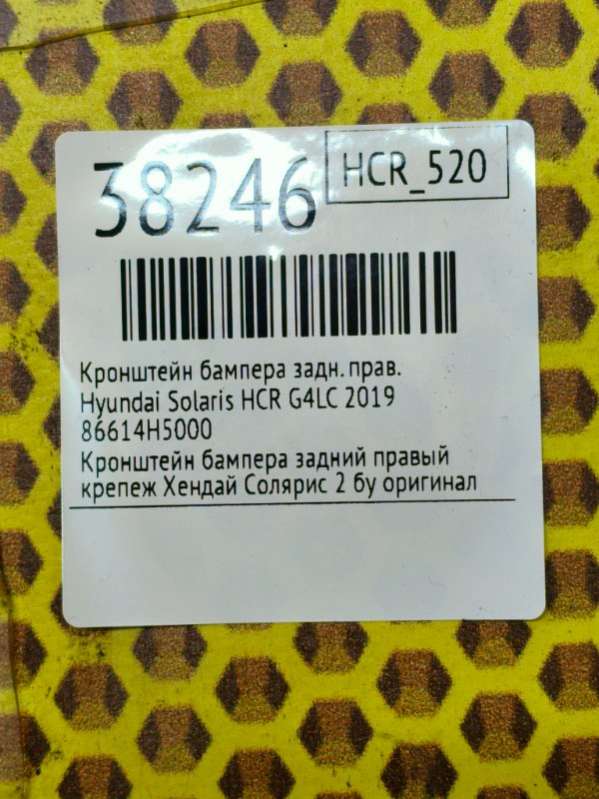 38246
HCR_520
Кронштейн бампера задн. прав.
Hyundai Solaris HCR G4LC 2019
86614H5000
Кронштейн бампера задний правый
крепеж Хендай Солярис 2 бу оригинал